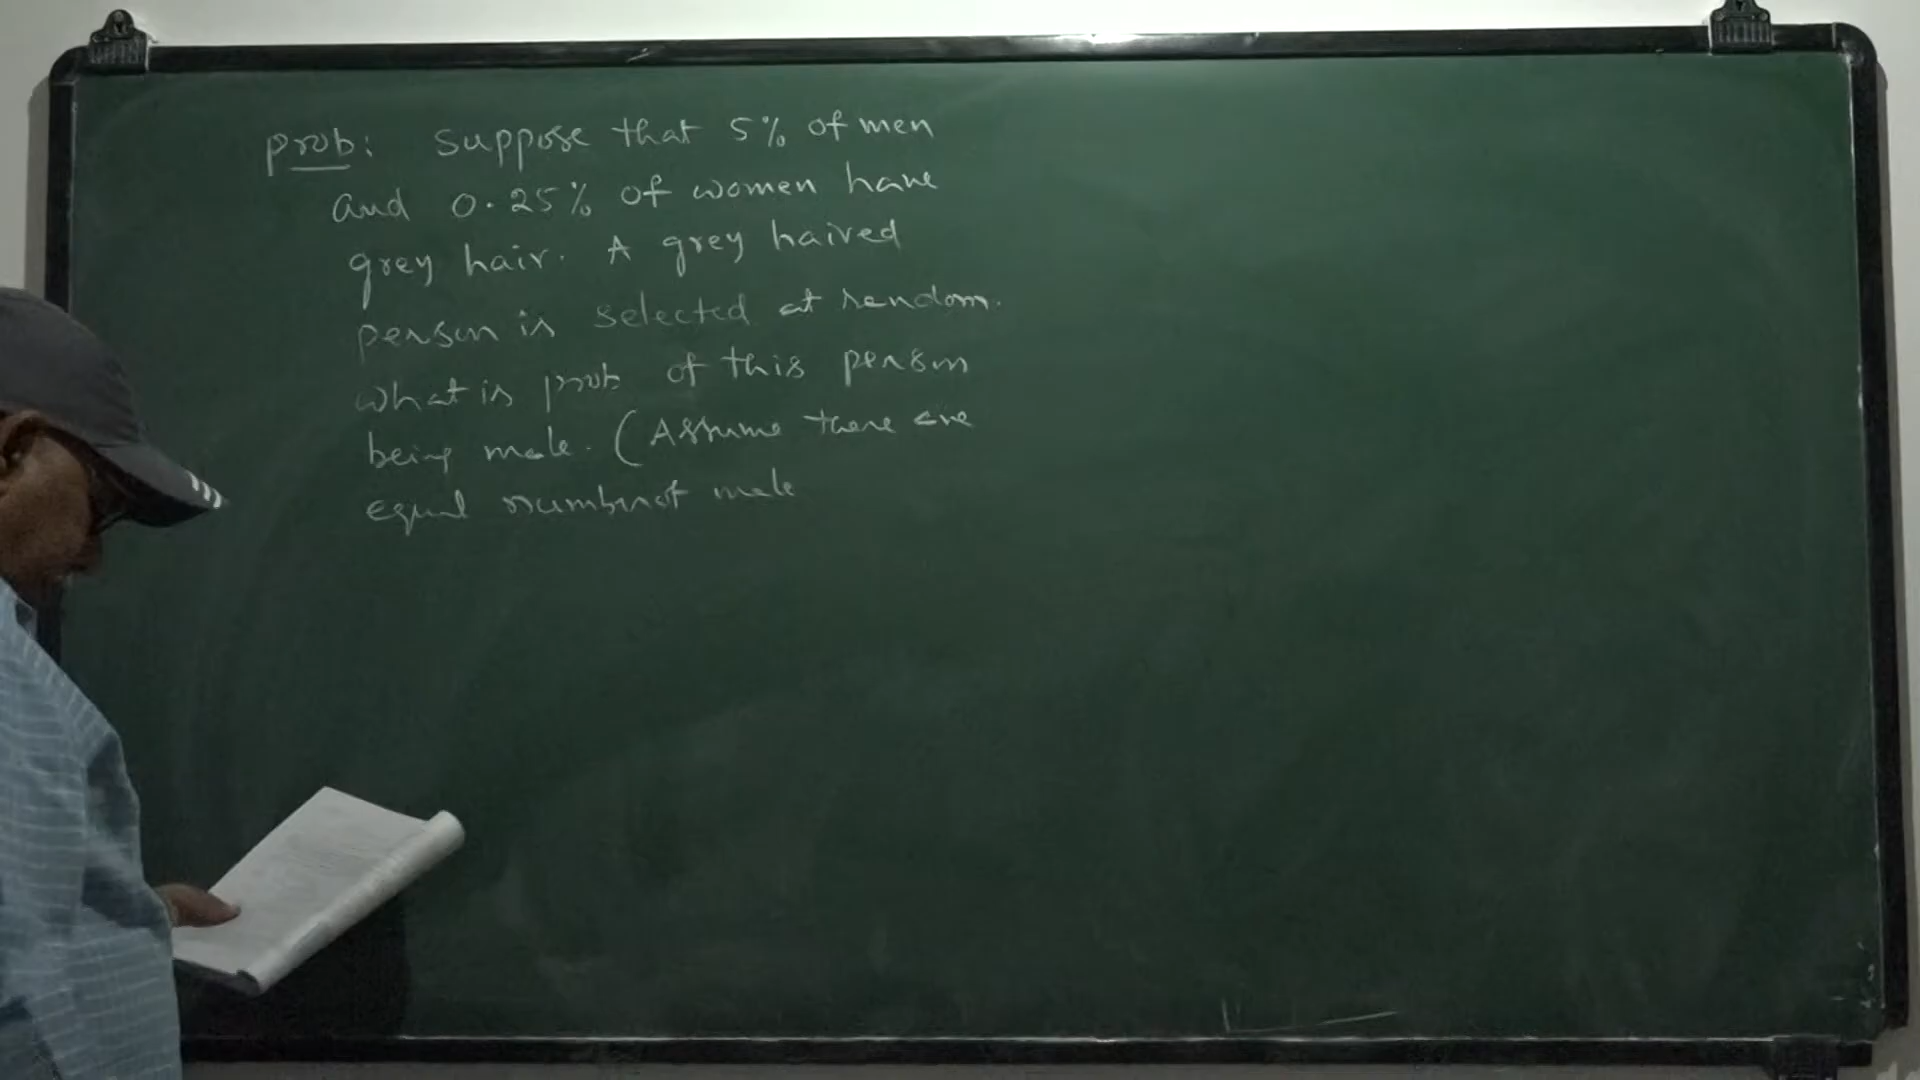 prob: Suppose that 5% of men
and 0.25% of women have
grey hair. A grey haired
person is selected at random.
what is prob of this person
being male. (Assume there are
equal number of male